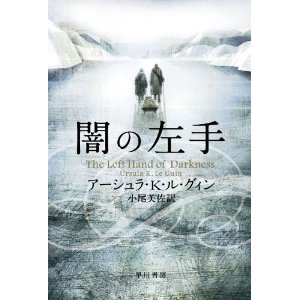 闇の左手
The Left Hand of Darkness
Ursula K. Le Guin
アーシュラ・K・ル・グィン
小尾芙佐訳
早川書房